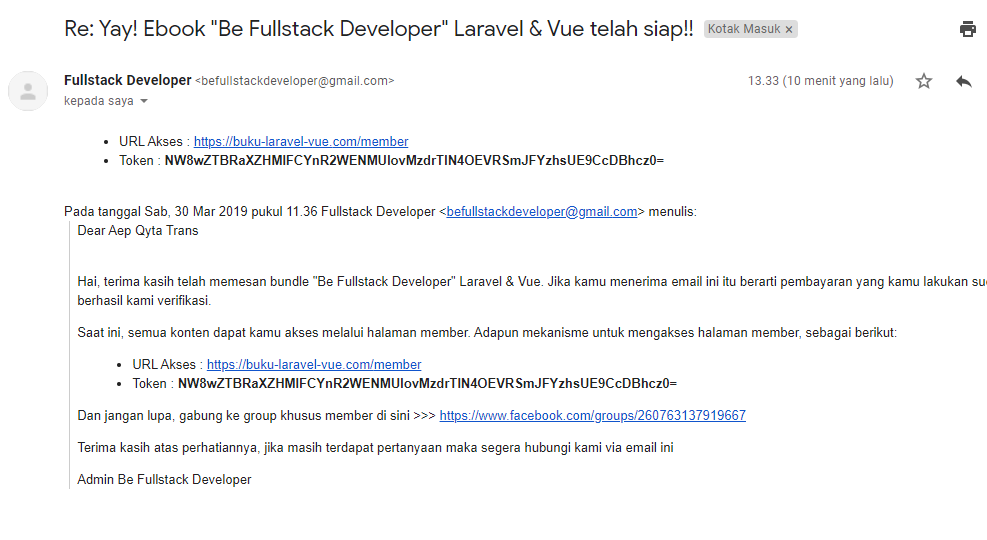 Re: Yay! Ebook "Be Fullstack Developer" Laravel & Vue telah siap!! Kotak Masuk ×
Fullstack Developer <befullstackdeveloper@gmail.com> 13.33 (10 menit yang lalu)
kepada saya
• URL Akses : https://buku-laravel-vue.com/member
• Token : NW8wZTBRaXZHMlFCYnR2WENMUlovMzdrTlN4OEVRSmJFYzhsUE9CcDBhcz0=
Pada tanggal Sab, 30 Mar 2019 pukul 11.36 Fullstack Developer <befullstackdeveloper@gmail.com> menulis:
Dear Aep Qyta Trans
Hai, terima kasih telah memesan bundle "Be Fullstack Developer" Laravel & Vue. Jika kamu menerima email ini itu berarti pembayaran yang kamu lakukan
berhasil kami verifikasi.
Saat ini, semua konten dapat kamu akses melalui halaman member. Adapun mekanisme untuk mengakses halaman member, sebagai berikut:
• URL Akses : https://buku-laravel-vue.com/member
• Token : NW8wZTBRaXZHMlFCYnR2WENMUlovMzdrTlN4OEVRSmJFYzhsUE9CcDBhcz0=
Dan jangan lupa, gabung ke group khusus member di sini >>> https://www.facebook.com/groups/260763137919667
Terima kasih atas perhatiannya, jika masih terdapat pertanyaan maka segera hubungi kami via email ini
Admin Be Fullstack Developer